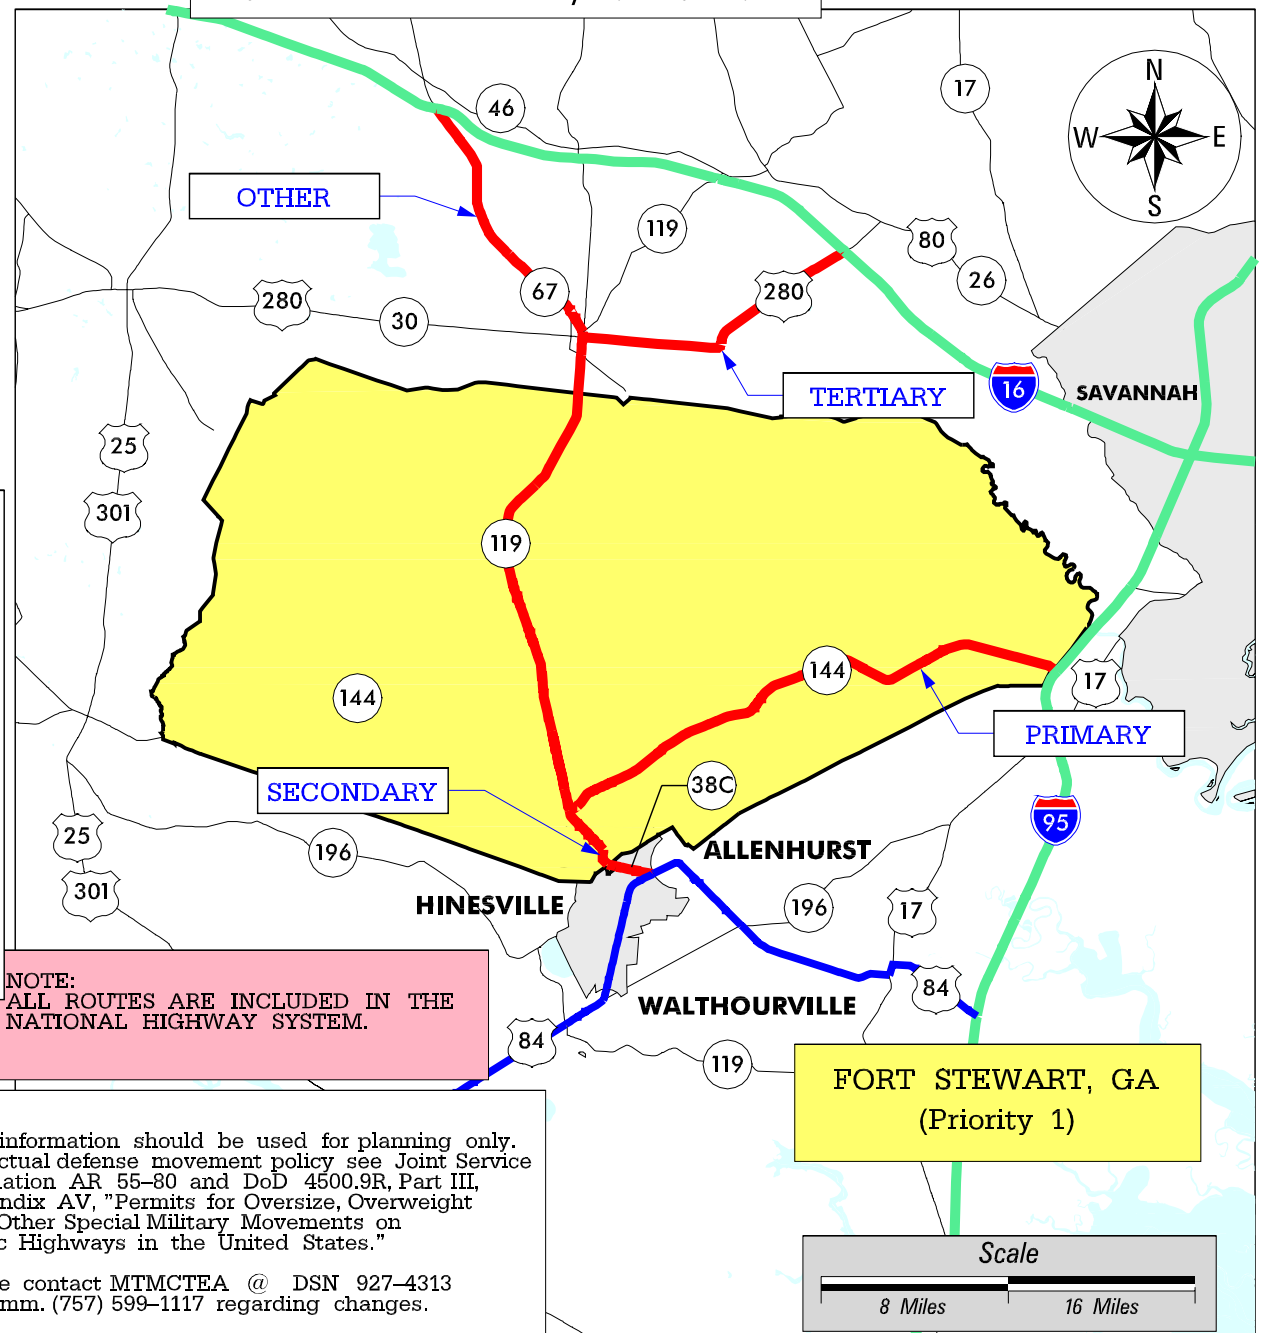 46
17
N
W E
S
OTHER
119
80
26
67
280
280
30
TERTIARY
16
SAVANNAH
25
301
119
144
144
17
PRIMARY
SECONDARY
38C
95
25
196
ALLENHURST
301
HINESVILLE
196
17
NOTE:
ALL ROUTES ARE INCLUDED IN THE
NATIONAL HIGHWAY SYSTEM.
84
WALTHOURVILLE
84
119
FORT STEWART, GA
(Priority 1)
information should be used for planning only.
ctual defense movement policy see Joint Service
lation AR 55–80 and DoD 4500.9R, Part III,
ndix AV, "Permits for Oversize, Overweight
Other Special Military Movements on
c Highways in the United States."
e contact MTMCTEA @ DSN 927–4313
mm. (757) 599–1117 regarding changes.
Scale
8 Miles 16 Miles